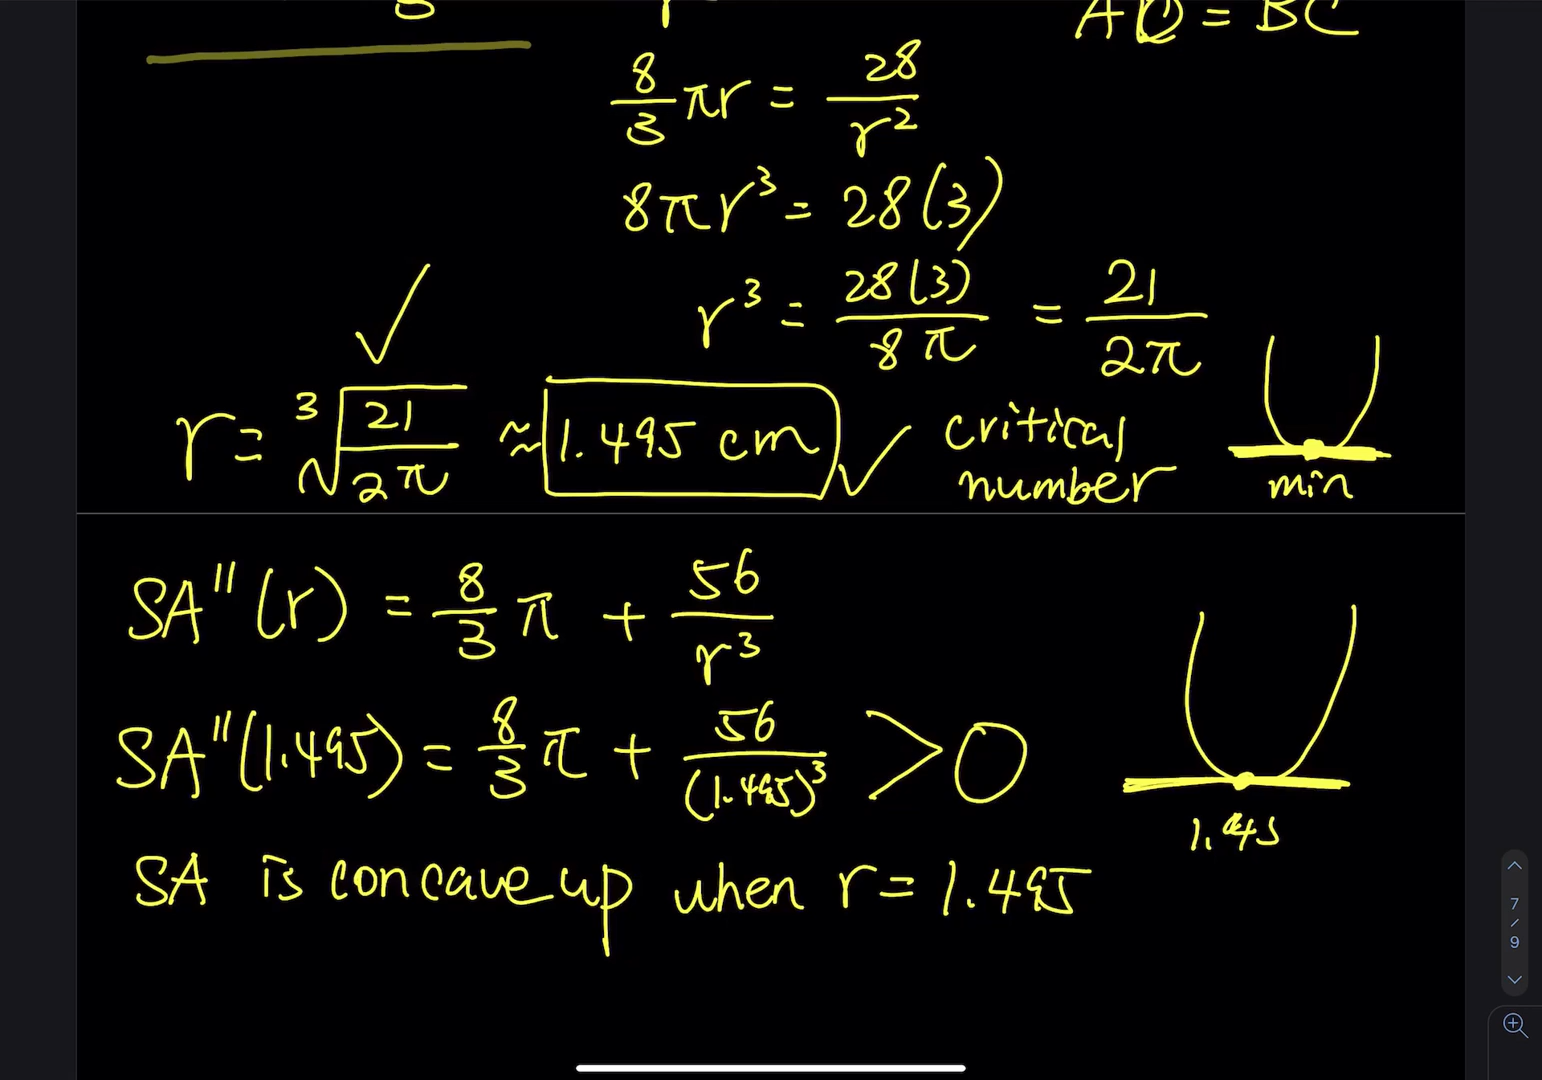 AD = BC
8/3 πr = 28/r²
8πr³ = 28(3)
r³ = 28(3)/8π = 21/2π
r = ³√(21/2π) ≈ 1.495 cm ✓ critical number
min
SA''(r) = 8/3 π + 56/r³
SA''(1.495) = 8/3 π + 56/(1.495)³ > 0
SA is concave up when r = 1.495
7
/
9